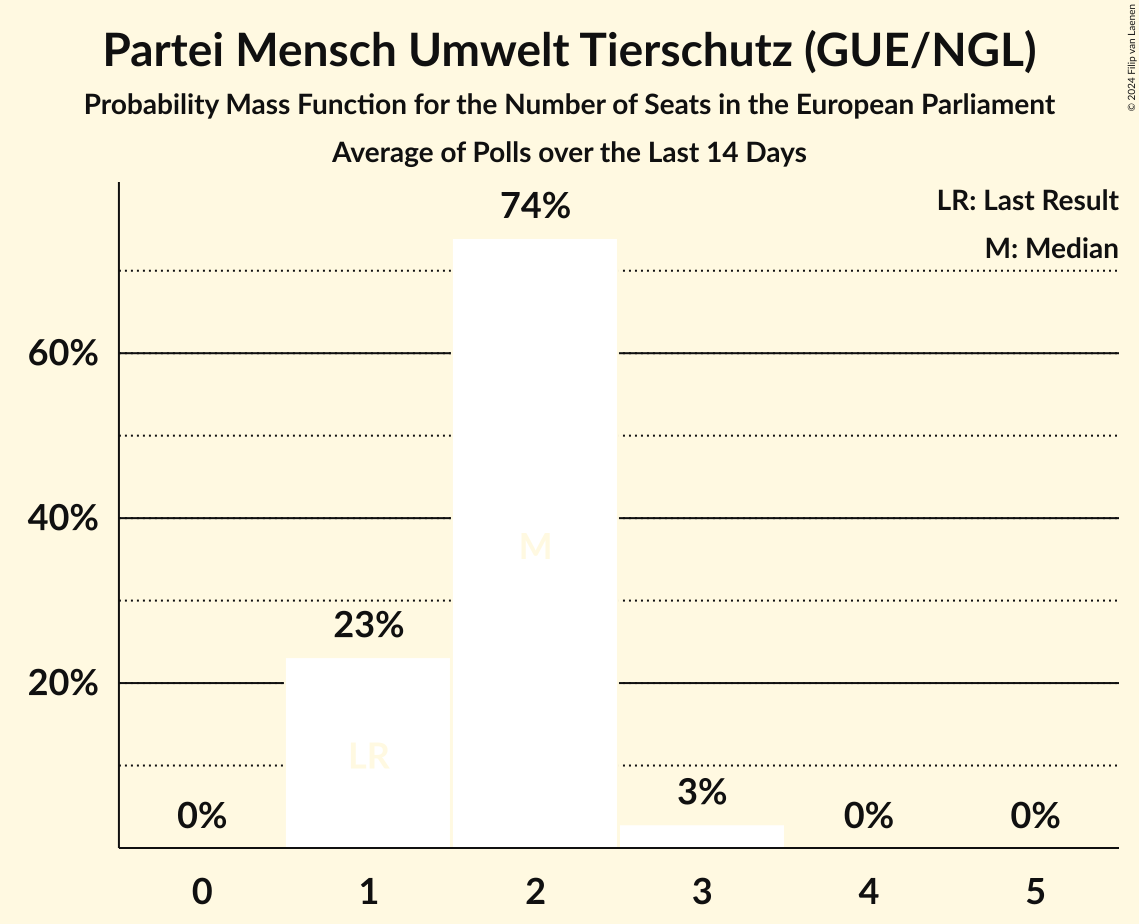 Partei Mensch Umwelt Tierschutz (GUE/NGL)
Probability Mass Function for the Number of Seats in the European Parliament
Average of Polls over the Last 14 Days
© 2024 Filip van Laenen
LR: Last Result
M: Median
74%
60%
40%
M
23%
20%
LR
3%
0%
0%
0%
0 1 2 3 4 5